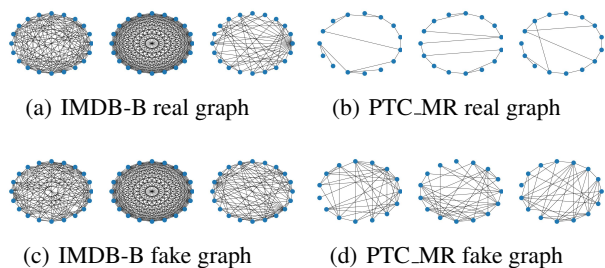 (a) IMDB-B real graph
(b) PTC_MR real graph
(c) IMDB-B fake graph
(d) PTC_MR fake graph